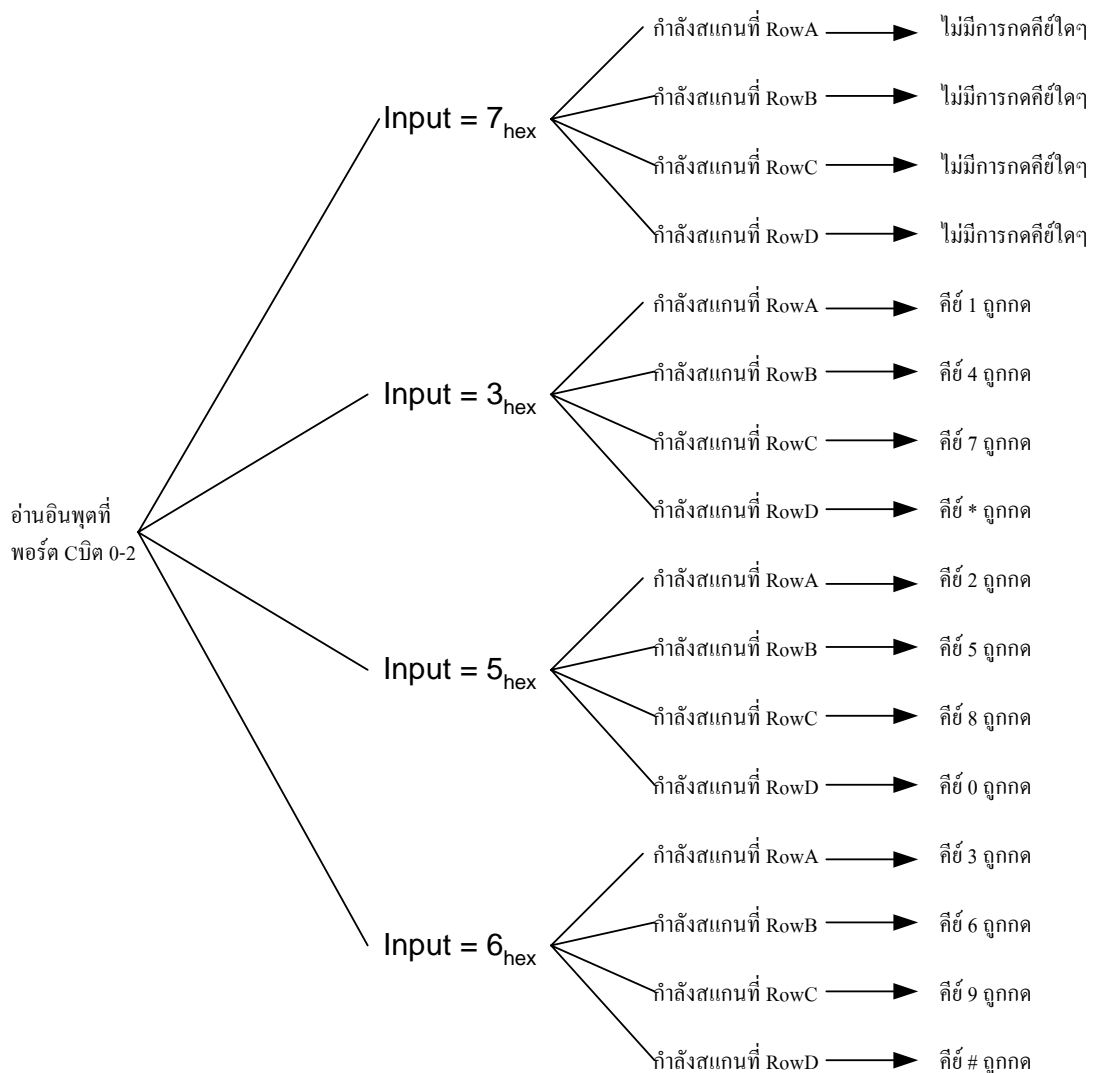 กำลังสแกนที่ RowA ไม่มีการกดคีย์ใดๆ
กำลังสแกนที่ RowB ไม่มีการกดคีย์ใดๆ
Input = 7hex
กำลังสแกนที่ RowC ไม่มีการกดคีย์ใดๆ
กำลังสแกนที่ RowD ไม่มีการกดคีย์ใดๆ
กำลังสแกนที่ RowA คีย์ 1 ถูกกด
กำลังสแกนที่ RowB คีย์ 4 ถูกกด
Input = 3hex
กำลังสแกนที่ RowC คีย์ 7 ถูกกด
กำลังสแกนที่ RowD คีย์ * ถูกกด
อ่านอินพุตที่
พอร์ต Cบิต 0-2
กำลังสแกนที่ RowA คีย์ 2 ถูกกด
กำลังสแกนที่ RowB คีย์ 5 ถูกกด
Input = 5hex
กำลังสแกนที่ RowC คีย์ 8 ถูกกด
กำลังสแกนที่ RowD คีย์ 0 ถูกกด
กำลังสแกนที่ RowA คีย์ 3 ถูกกด
กำลังสแกนที่ RowB คีย์ 6 ถูกกด
Input = 6hex
กำลังสแกนที่ RowC คีย์ 9 ถูกกด
กำลังสแกนที่ RowD คีย์ # ถูกกด